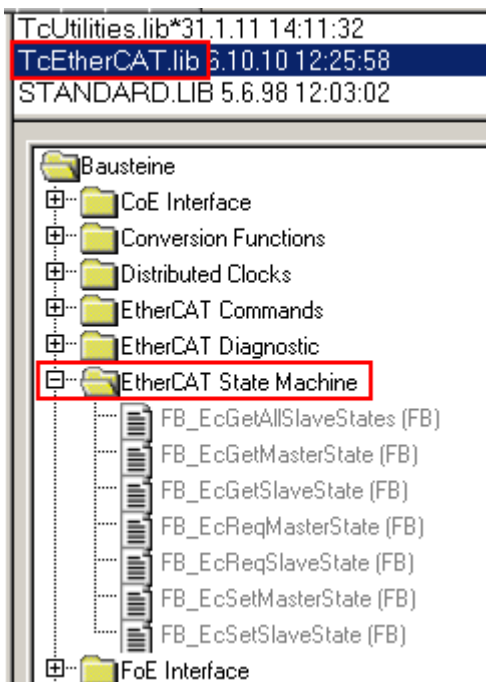 TcUtilities.lib*31.1.11 14:11:32
TcEtherCAT.lib 6.10.10 12:25:58
STANDARD.LIB 5.6.98 12:03:02
Bausteine
CoE Interface
Conversion Functions
Distributed Clocks
EtherCAT Commands
EtherCAT Diagnostic
EtherCAT State Machine
FB_EcGetAllSlaveStates (FB)
FB_EcGetMasterState (FB)
FB_EcGetSlaveState (FB)
FB_EcReqMasterState (FB)
FB_EcReqSlaveState (FB)
FB_EcSetMasterState (FB)
FB_EcSetSlaveState (FB)
FoE Interface